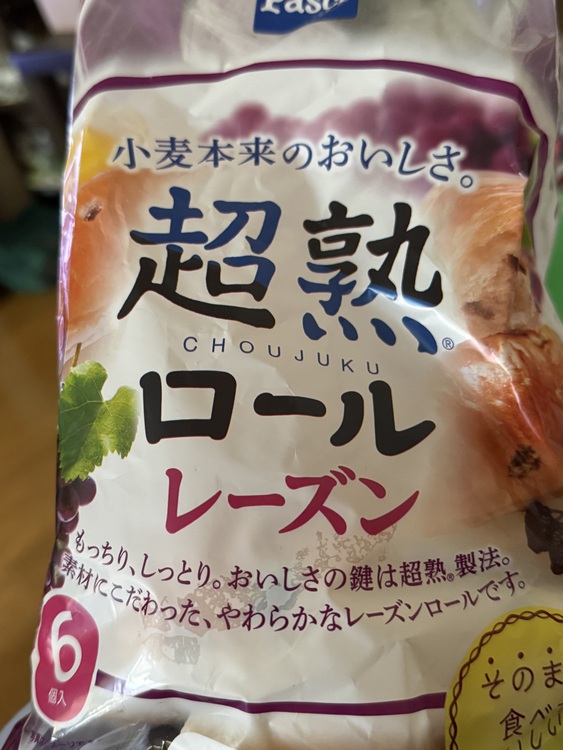 Pasco
小麦本来のおいしさ。
超熟®
CHOUJUKU
ロール
レーズン
もっちり、しっとり。おいしさの鍵は超熟®製法。
素材にこだわった、やわらかなレーズンロールです。
6
個入
そのま
食べ